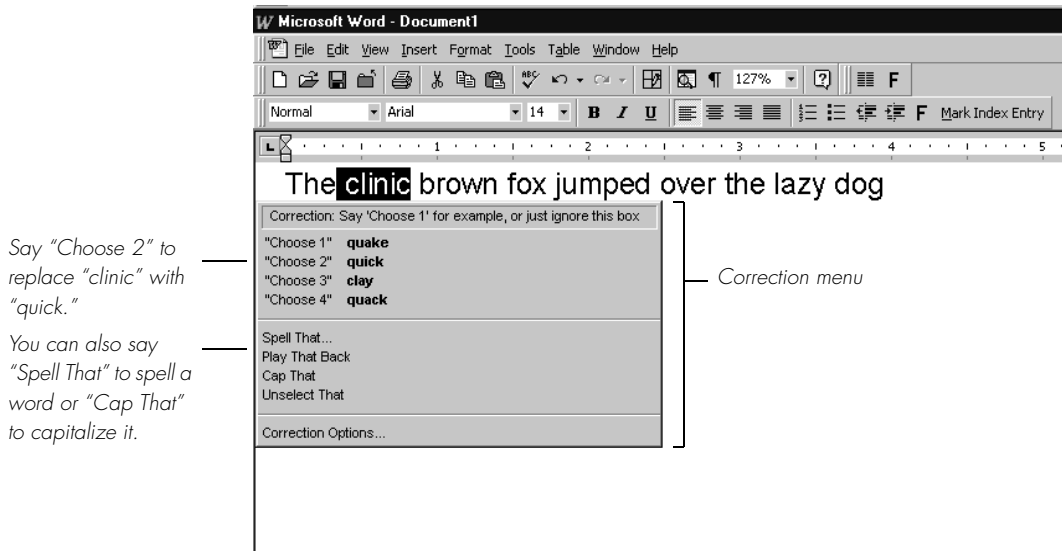 Microsoft Word - Document1
File Edit View Insert Format Tools Table Window Help
ABC 127% F
Normal Arial 14 B I U F Mark Index Entry
1 2 3 4 5
The clinic brown fox jumped over the lazy dog
Correction: Say 'Choose 1' for example, or just ignore this box
"Choose 1" quake
"Choose 2" quick
"Choose 3" clay
"Choose 4" quack
Spell That...
Play That Back
Cap That
Unselect That
Correction Options...
Say “Choose 2” to
replace “clinic” with
“quick.”
You can also say
“Spell That” to spell a
word or “Cap That”
to capitalize it.
Correction menu